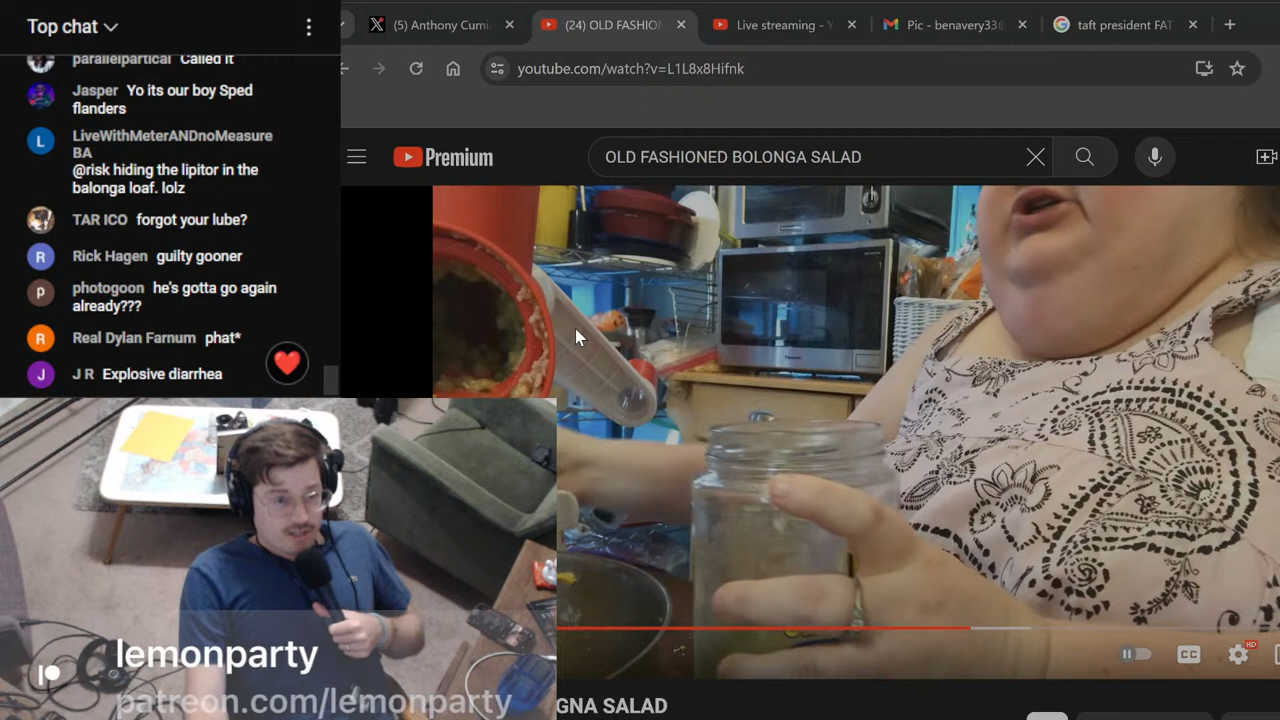 Top chat
parallelpartical Called it
Jasper Yo its our boy Sped
flanders
LiveWithMeterANDnoMeasure
BA
@risk hiding the lipitor in the
balonga loaf. lolz
TAR ICO forgot your lube?
Rick Hagen guilty gooner
photogoon he's gotta go again
already???
Real Dylan Farnum phat*
J R Explosive diarrhea
(5) Anthony Cumi
(24) OLD FASHION
Live streaming - Y
Pic - benavery33@
taft president FAT
youtube.com/watch?v=L1L8x8Hifnk
Premium
OLD FASHIONED BOLONGA SALAD
Panasonic
CC
HD
lemonparty
patreon.com/lemonparty
GNA SALAD